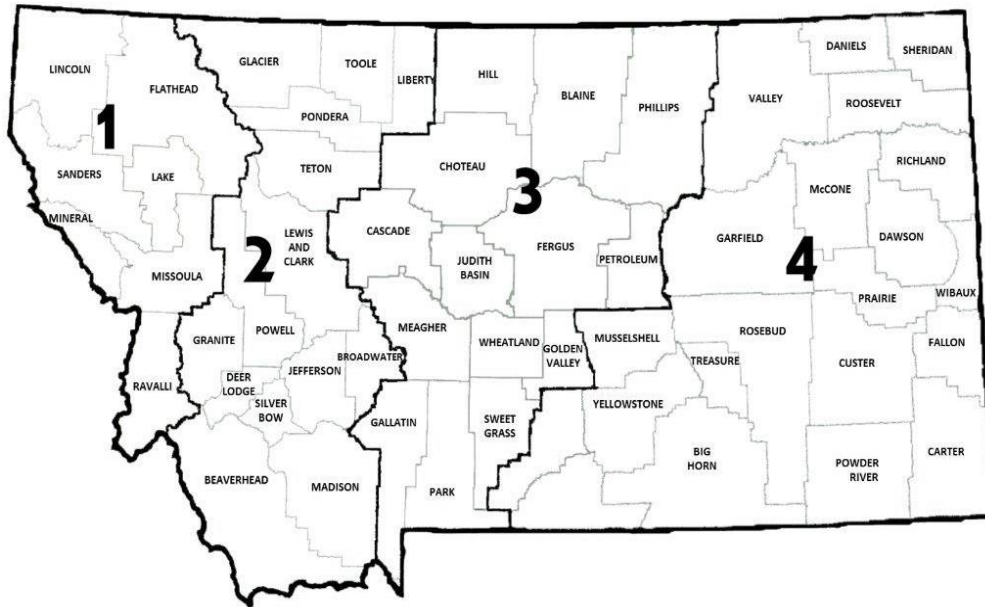 DANIELS
SHERIDAN
GLACIER
TOOLE
LIBERTY
HILL
BLAINE
PHILLIPS
VALLEY
LINCOLN
FLATHEAD
ROOSEVELT
1
PONDERA
RICHLAND
SANDERS
LAKE
TETON
CHOTEAU
3
McCONE
MINERAL
CASCADE
JUDITH
BASIN
FERGUS
PETROLEUM
GARFIELD
DAWSON
2
LEWIS
AND
CLARK
4
MISSOULA
PRAIRIE
WIBAUX
GRANITE
POWELL
MEAGHER
WHEATLAND
GOLDEN
VALLEY
MUSSELSHELL
ROSEBUD
FALLON
BROADWATER
JEFFERSON
TREASURE
CUSTER
RAVALLI
DEER
LODGE
SILVER
BOW
GALLATIN
SWEET
GRASS
YELLOWSTONE
BIG
HORN
CARTER
BEAVERHEAD
MADISON
PARK
POWDER
RIVER